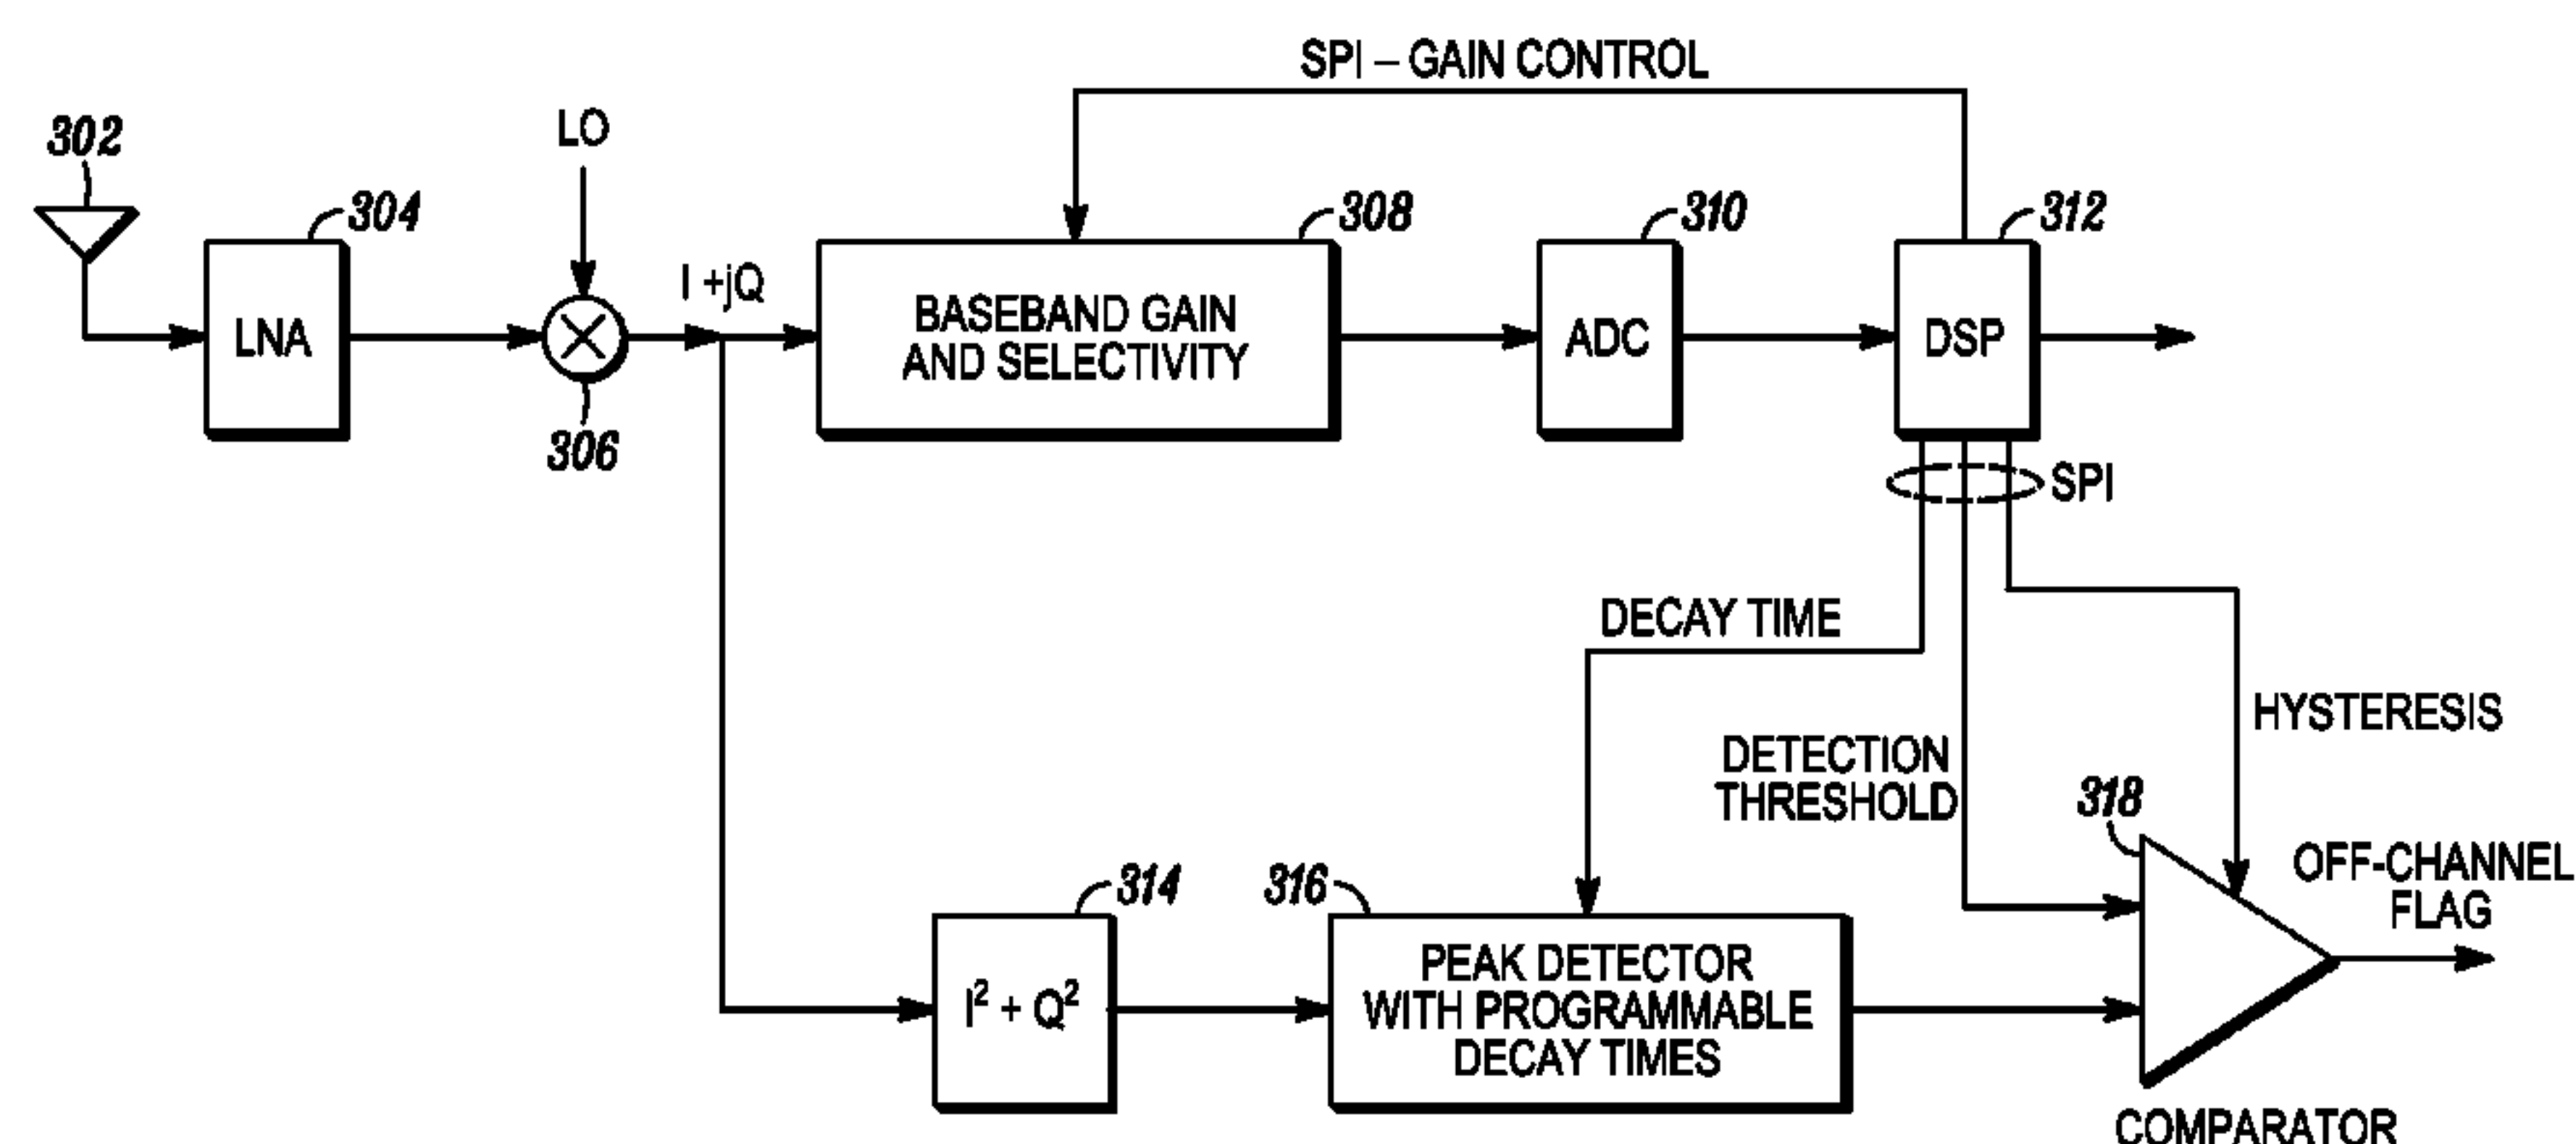 SPI – GAIN CONTROL
302
LO
304
308
310
312
I +jQ
LNA
BASEBAND GAIN
AND SELECTIVITY
ADC
DSP
306
SPI
DECAY TIME
HYSTERESIS
DETECTION
THRESHOLD
318
OFF-CHANNEL
FLAG
314
316
I² + Q²
PEAK DETECTOR
WITH PROGRAMMABLE
DECAY TIMES
COMPARATOR